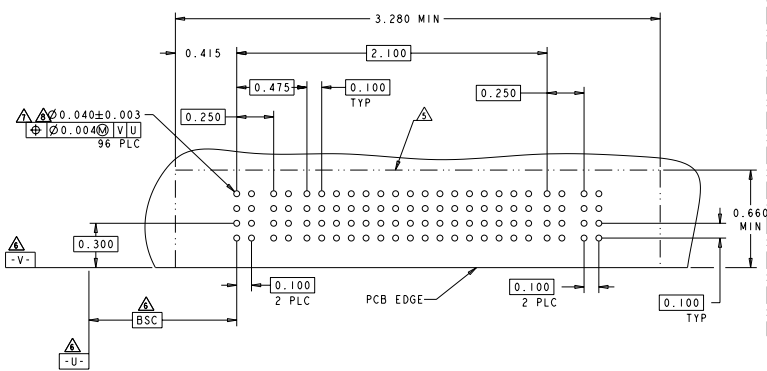 3.280 MIN
0.415
2.100
0.475
0.100
TYP
0.250
0.250
7 8 Ø0.040±0.003
⌖ Ø0.004Ⓜ V U
96 PLC
5
0.660
MIN
0.300
6
-V-
0.100
2 PLC
0.100
2 PLC
PCB EDGE
0.100
TYP
6
BSC
6
-U-